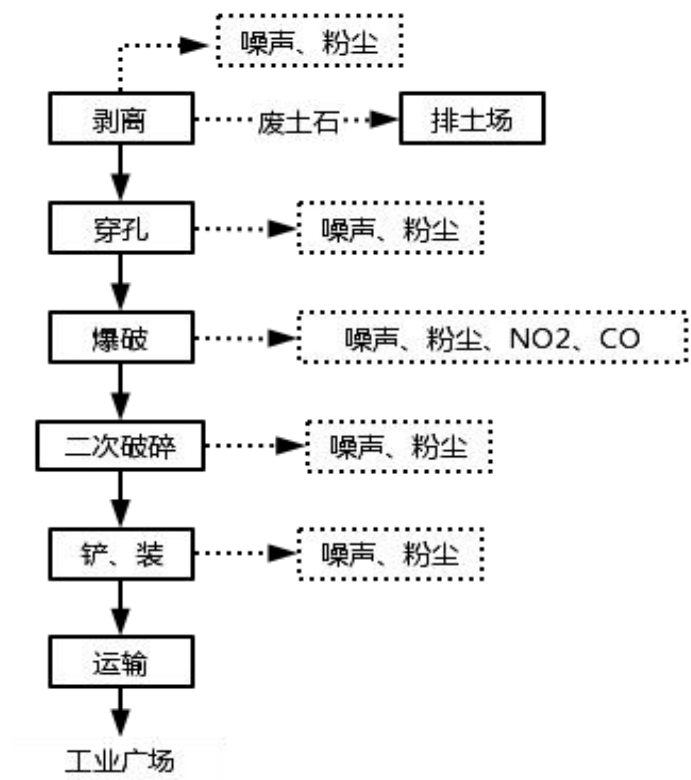 噪声、粉尘
剥离
废土石
排土场
穿孔
噪声、粉尘
爆破
噪声、粉尘、NO2、CO
二次破碎
噪声、粉尘
铲、装
噪声、粉尘
运输
工业广场